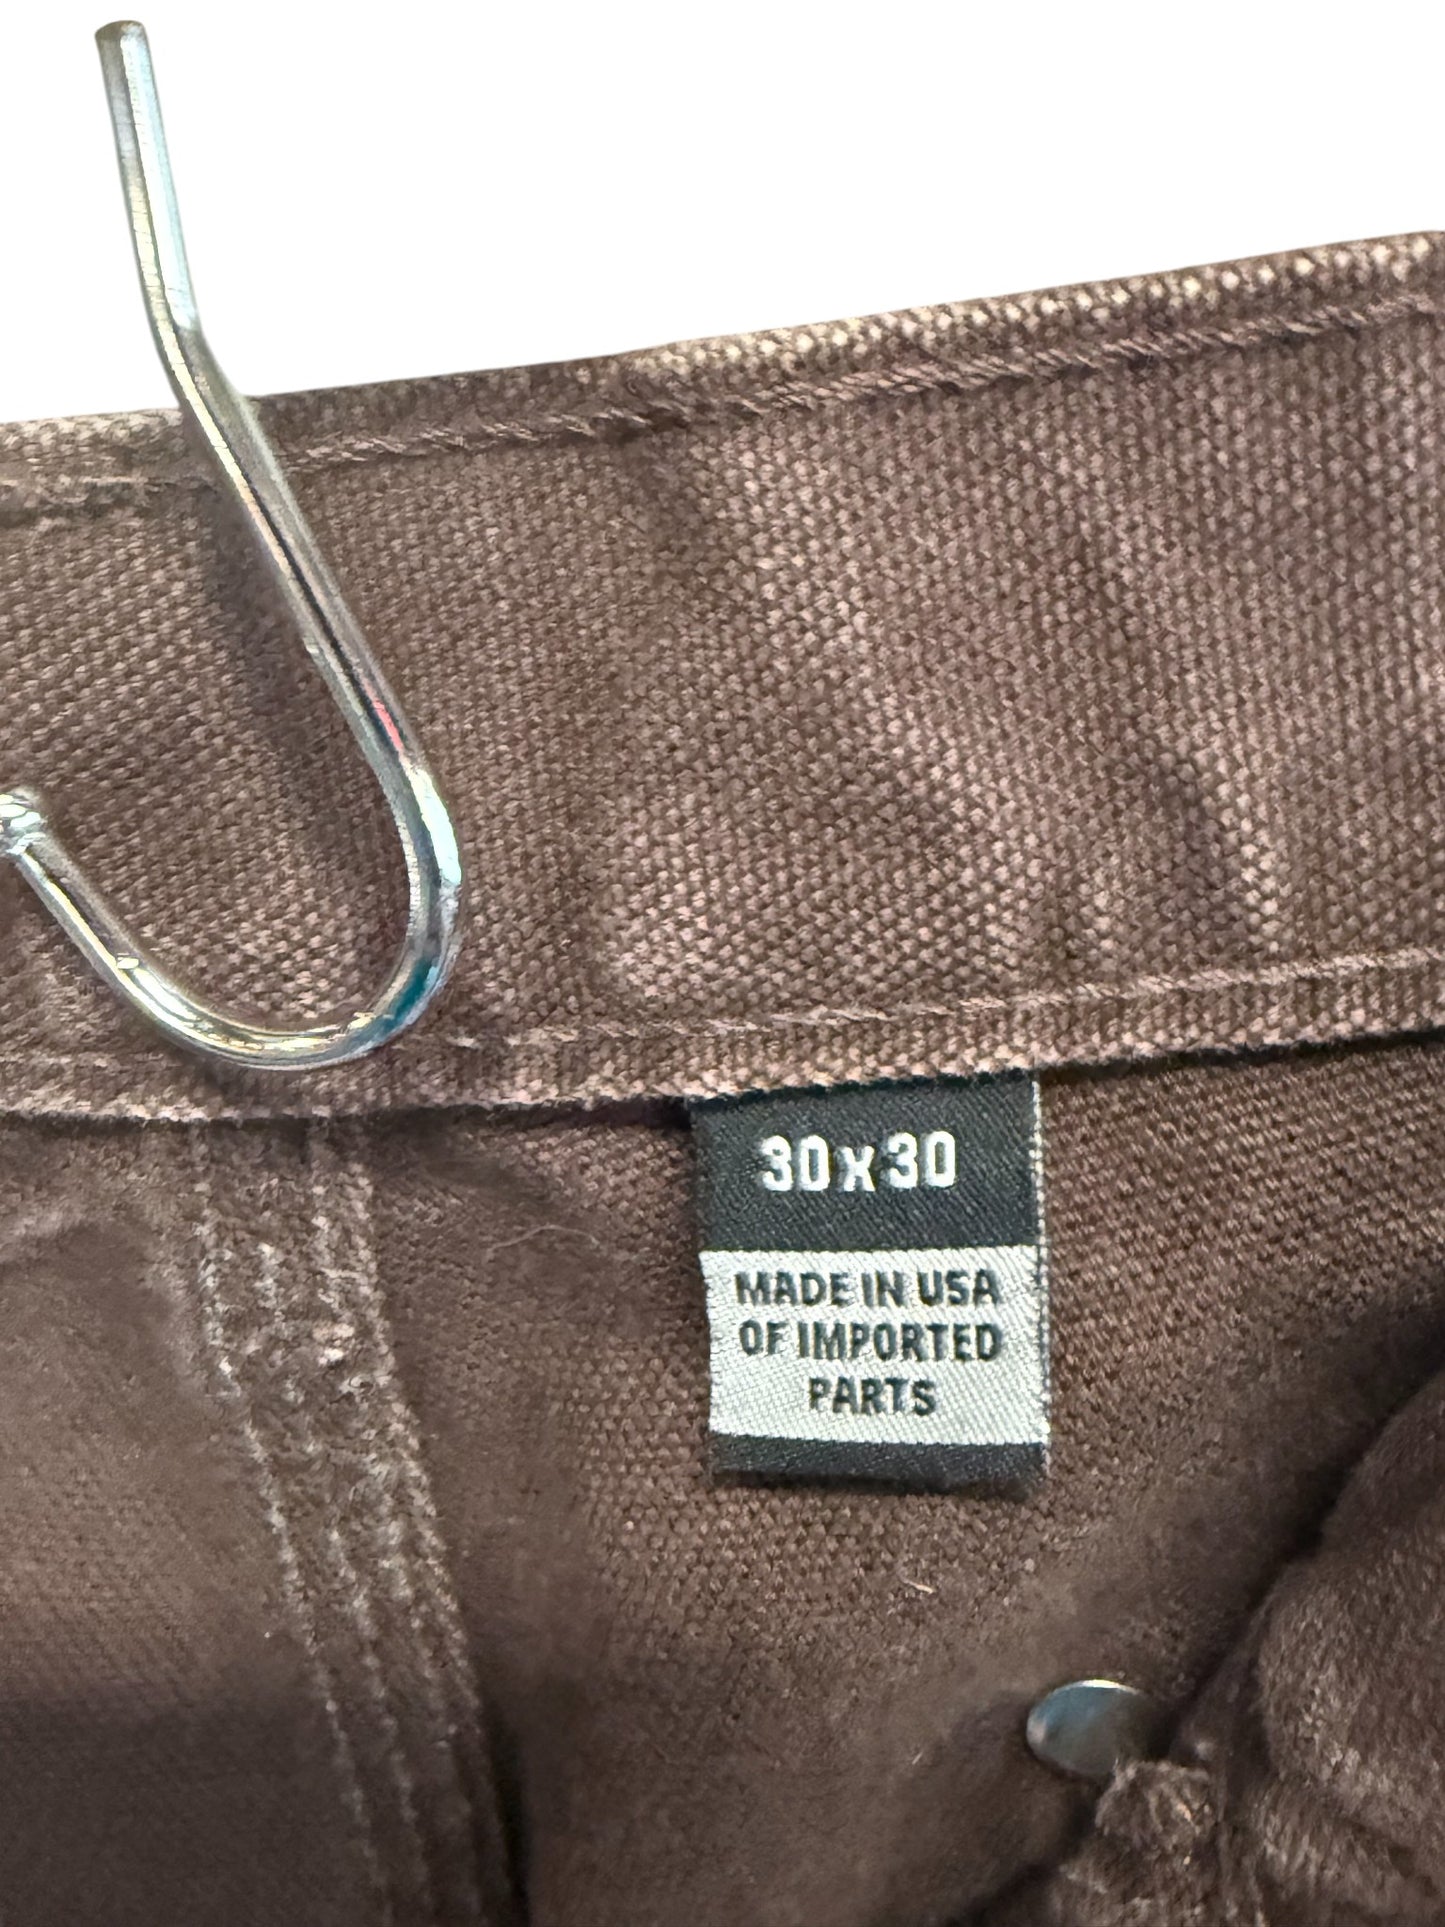 30x30
MADE IN USA
OF IMPORTED
PARTS